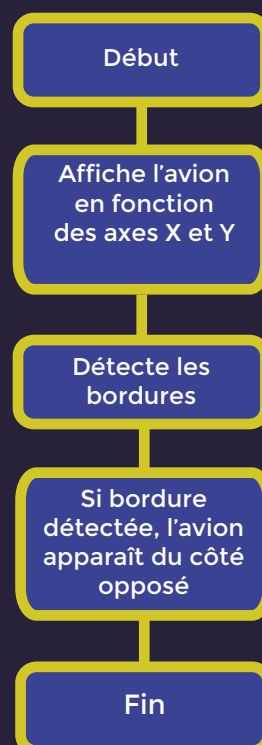 Début
Affiche l’avion
en fonction
des axes X et Y
Détecte les
bordures
Si bordure
détectée, l’avion
apparaît du côté
opposé
Fin